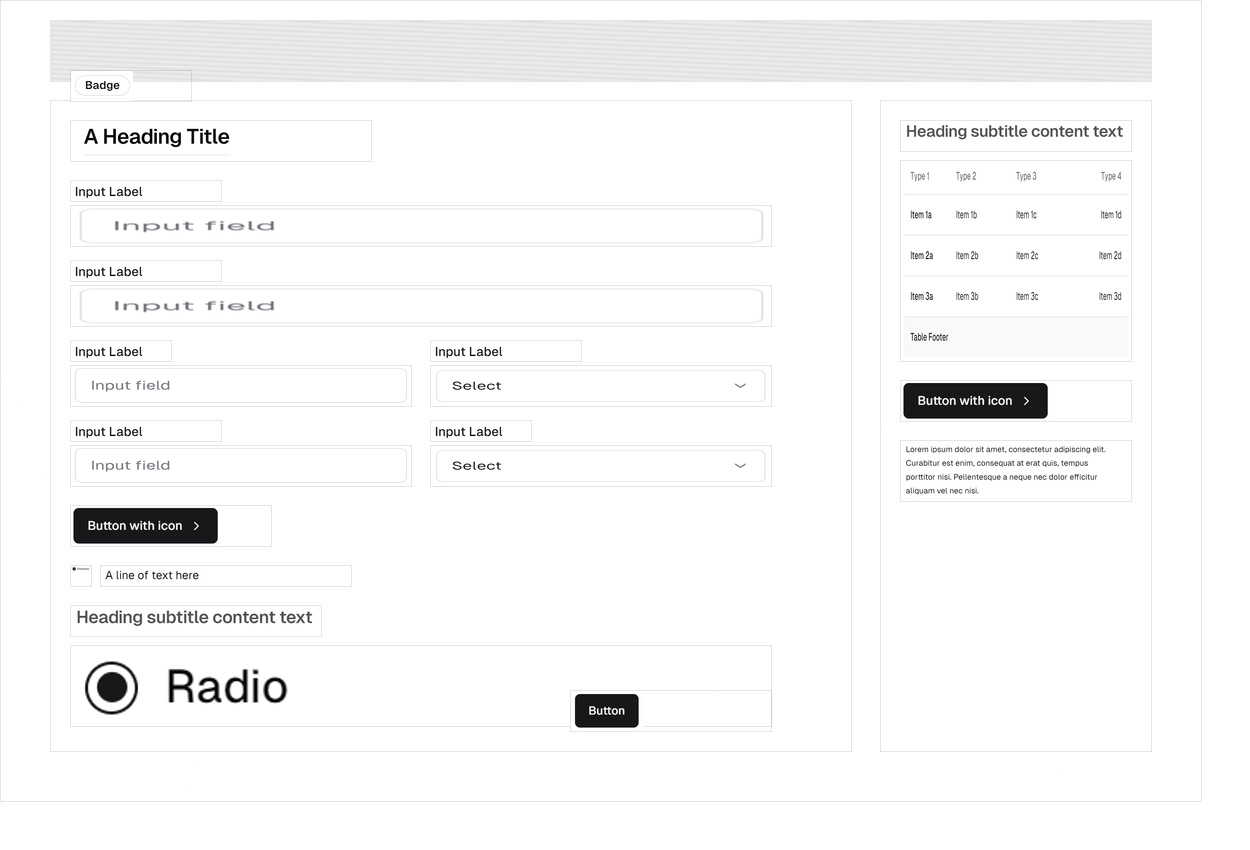 Badge
A Heading Title
Input Label
Input field
Input Label
Input field
Input Label
Input Label
Input field
Select
Input Label
Input Label
Input field
Select
Button with icon
A line of text here
Heading subtitle content text
Radio
Button
Heading subtitle content text
Type 1 Type 2 Type 3 Type 4
Item 1a Item 1b Item 1c Item 1d
Item 2a Item 2b Item 2c Item 2d
Item 3a Item 3b Item 3c Item 3d
Table Footer
Button with icon
Lorem ipsum dolor sit amet, consectetur adipiscing elit.
Curabitur est enim, consequat at erat quis, tempus
porttitor nisi. Pellentesque a neque nec dolor efficitur
aliquam vel nec nisi.